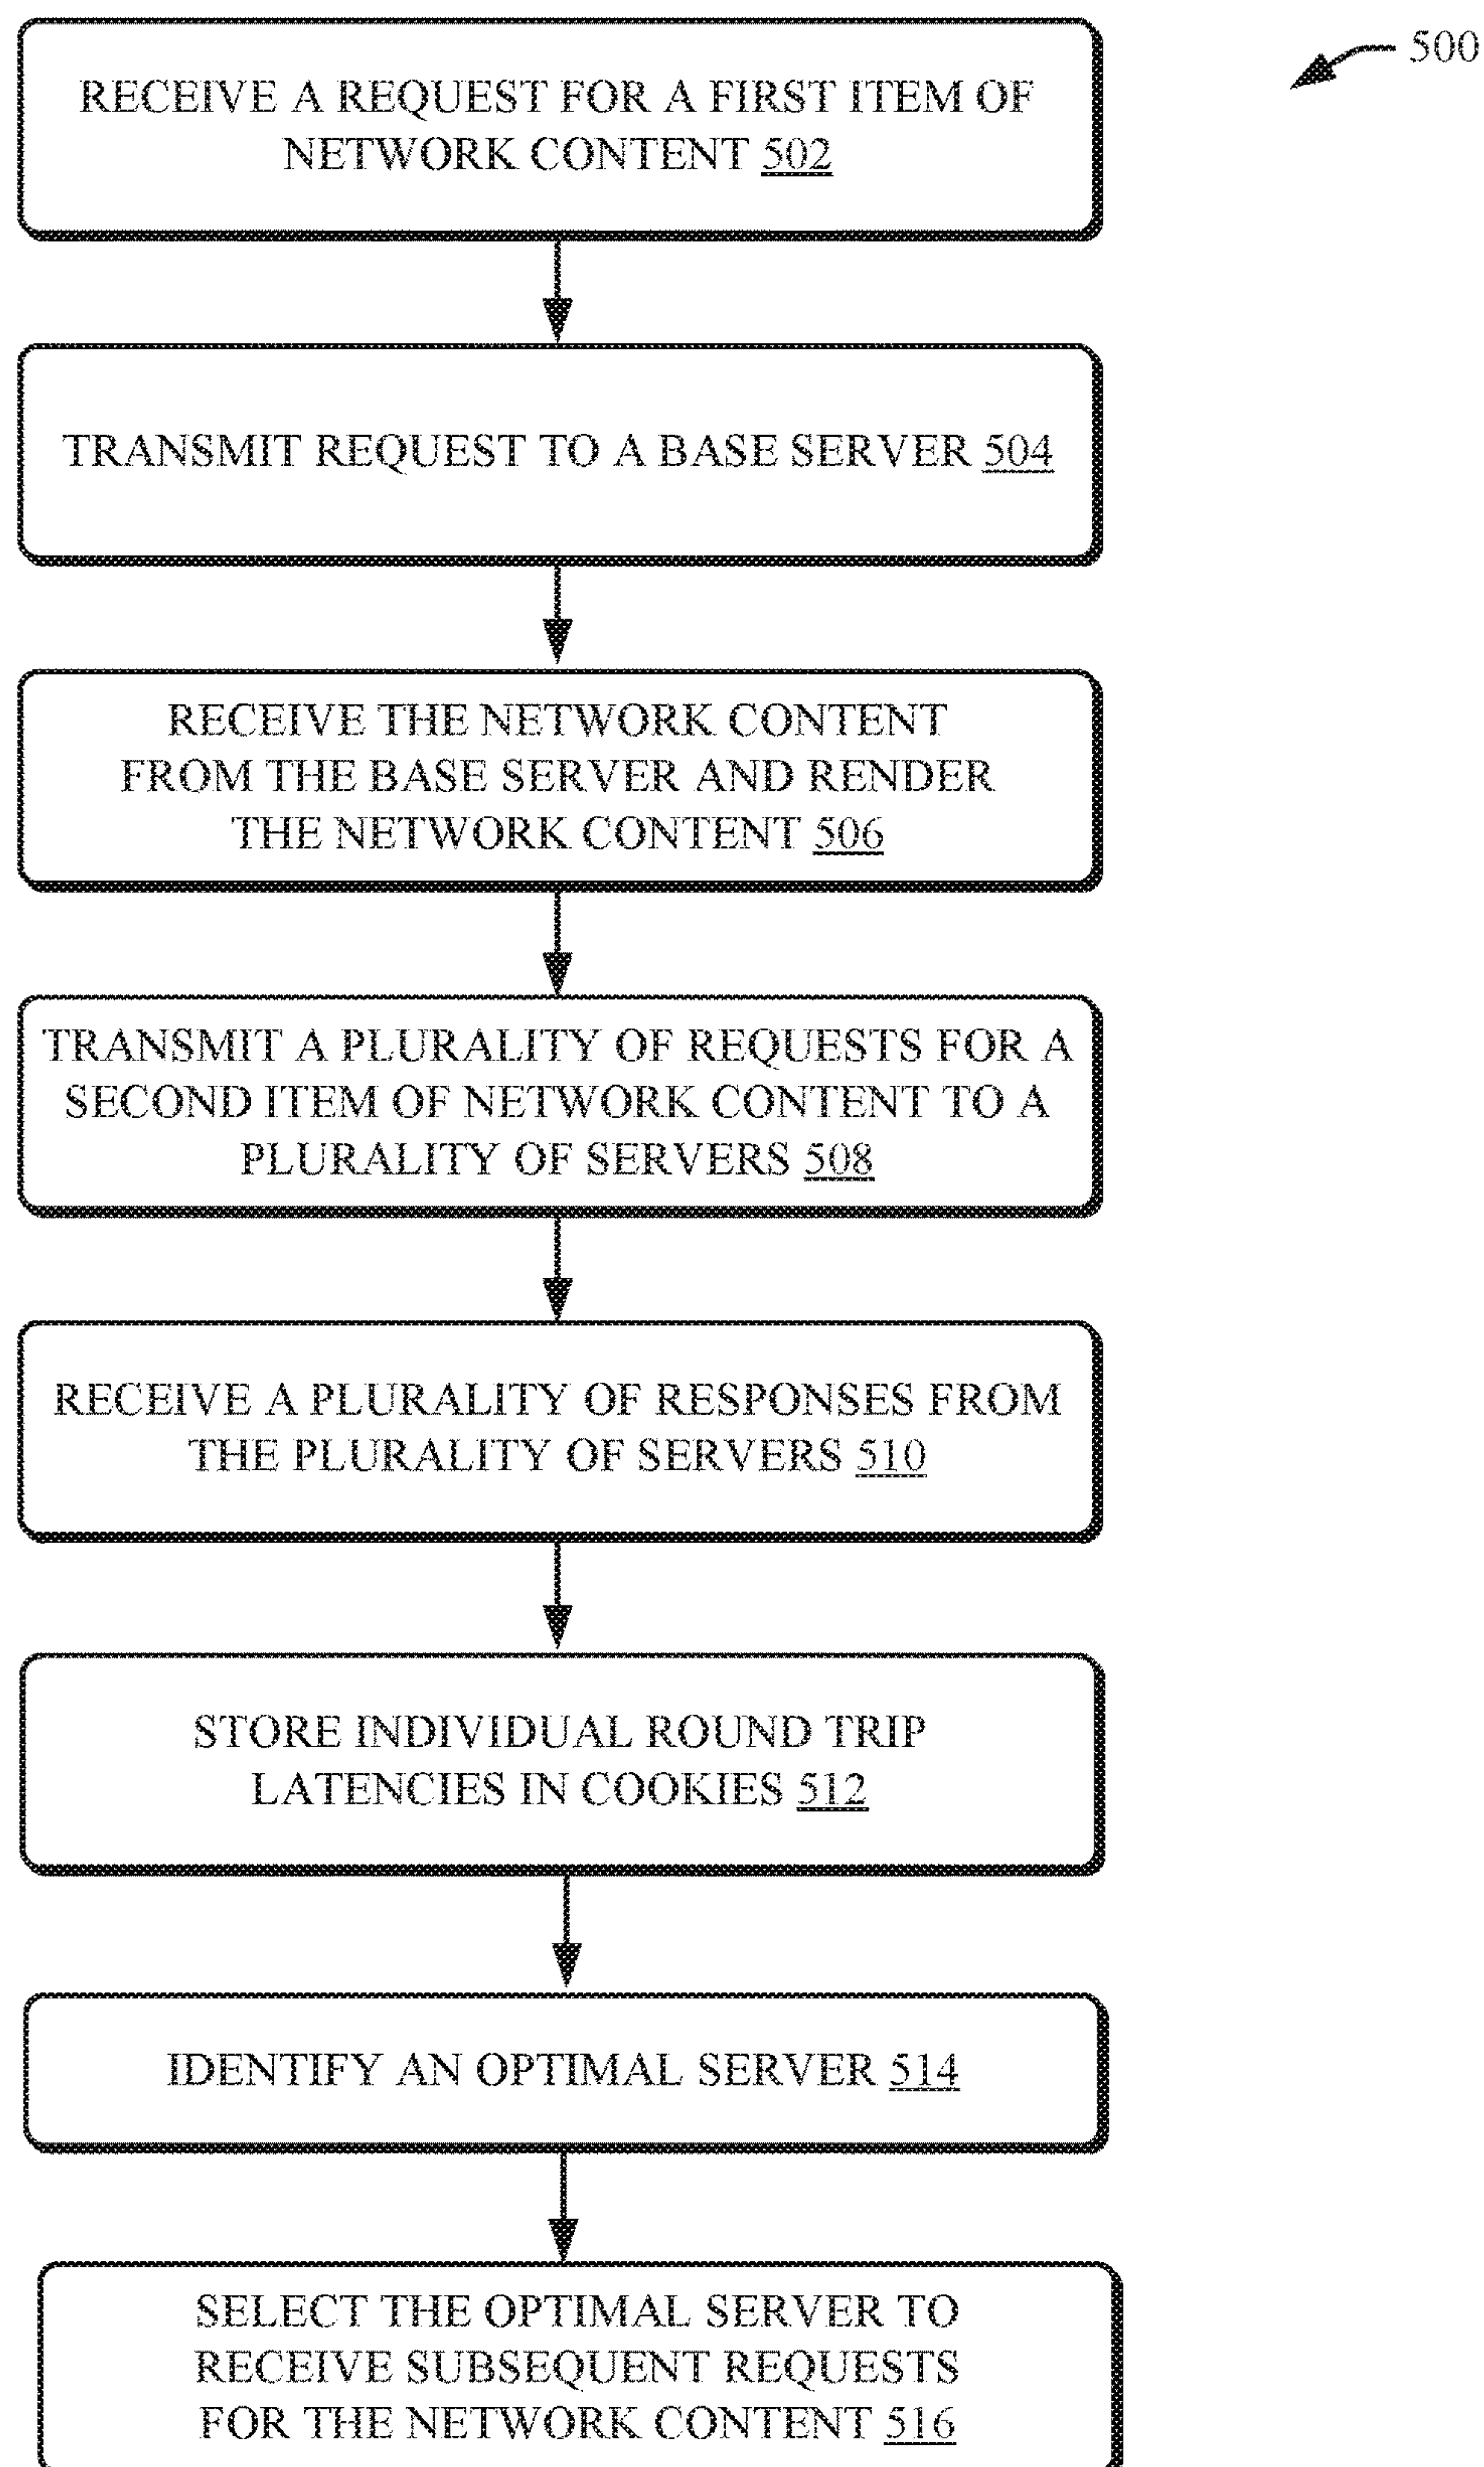 500
RECEIVE A REQUEST FOR A FIRST ITEM OF
NETWORK CONTENT 502
TRANSMIT REQUEST TO A BASE SERVER 504
RECEIVE THE NETWORK CONTENT
FROM THE BASE SERVER AND RENDER
THE NETWORK CONTENT 506
TRANSMIT A PLURALITY OF REQUESTS FOR A
SECOND ITEM OF NETWORK CONTENT TO A
PLURALITY OF SERVERS 508
RECEIVE A PLURALITY OF RESPONSES FROM
THE PLURALITY OF SERVERS 510
STORE INDIVIDUAL ROUND TRIP
LATENCIES IN COOKIES 512
IDENTIFY AN OPTIMAL SERVER 514
SELECT THE OPTIMAL SERVER TO
RECEIVE SUBSEQUENT REQUESTS
FOR THE NETWORK CONTENT 516